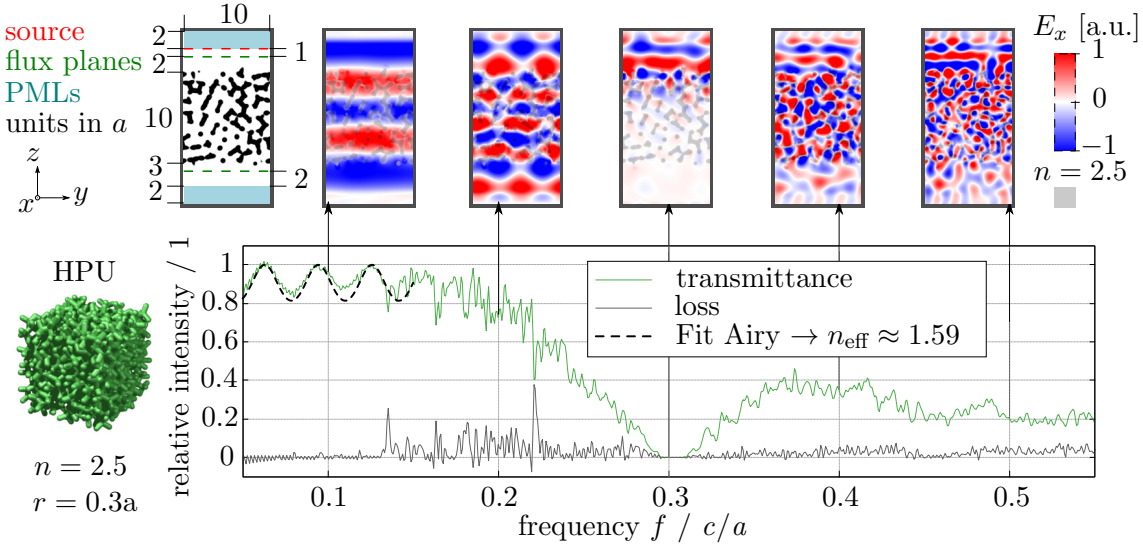 10
source
flux planes
PMLs
units in a
2
2
10
3
2
1
2
z
x
y
E_x [a.u.]
1
0
−1
n = 2.5
HPU
n = 2.5
r = 0.3a
relative intensity / 1
1
0.8
0.6
0.4
0.2
0
transmittance
loss
Fit Airy → n_eff ≈ 1.59
0.1 0.2 0.3 0.4 0.5
frequency f / c/a